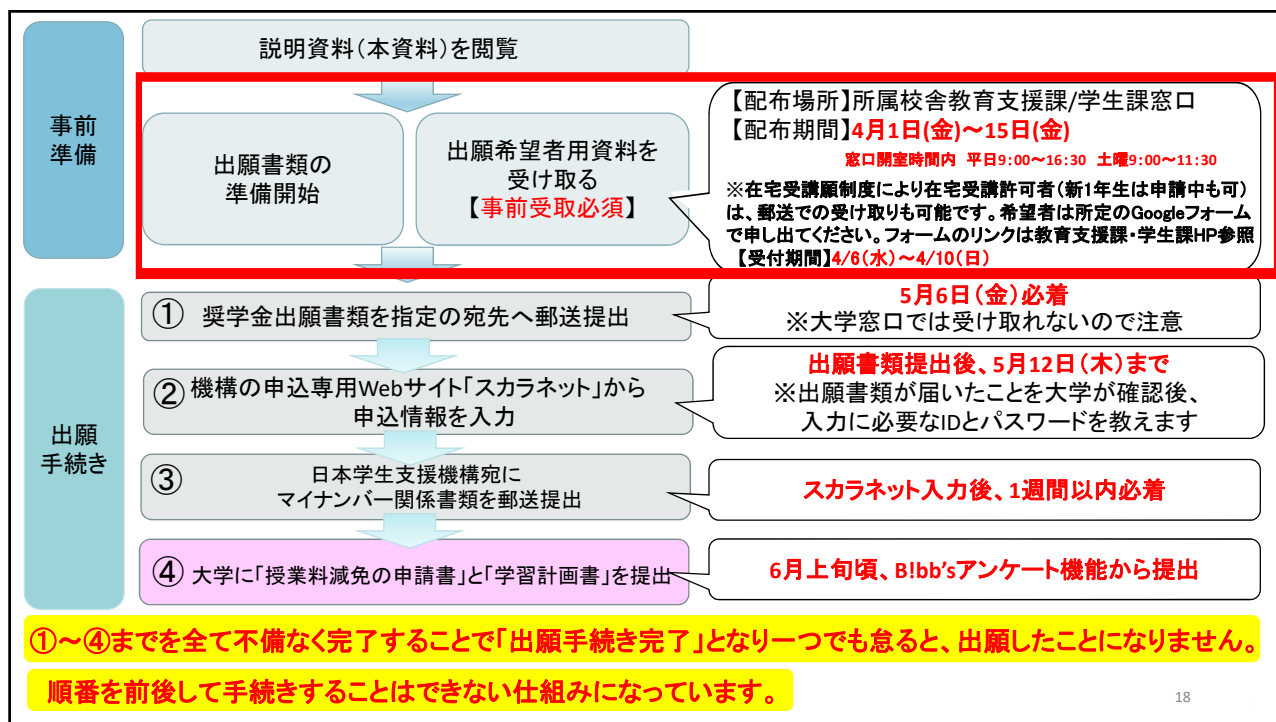 説明資料(本資料)を閲覧
事前
準備
出願書類の
準備開始
出願希望者用資料を
受け取る
【事前受取必須】
【配布場所】所属校舎教育支援課/学生課窓口
【配布期間】4月1日(金)～15日(金)
窓口開室時間内 平日9:00～16:30 土曜9:00～11:30
※在宅受講願制度により在宅受講許可者(新1年生は申請中も可)
は、郵送での受け取りも可能です。希望者は所定のGoogleフォーム
で申し出てください。フォームのリンクは教育支援課・学生課HP参照
【受付期間】4/6(水)～4/10(日)
出願
手続き
① 奨学金出願書類を指定の宛先へ郵送提出
5月6日(金)必着
※大学窓口では受け取れないので注意
② 機構の申込専用Webサイト「スカラネット」から
申込情報を入力
出願書類提出後、5月12日(木)まで
※出願書類が届いたことを大学が確認後、
入力に必要なIDとパスワードを教えます
③ 日本学生支援機構宛に
マイナンバー関係書類を郵送提出
スカラネット入力後、1週間以内必着
④ 大学に「授業料減免の申請書」と「学習計画書」を提出
6月上旬頃、B!bb'sアンケート機能から提出
①～④までを全て不備なく完了することで「出願手続き完了」となり一つでも怠ると、出願したことになりません。
順番を前後して手続きすることはできない仕組みになっています。
18